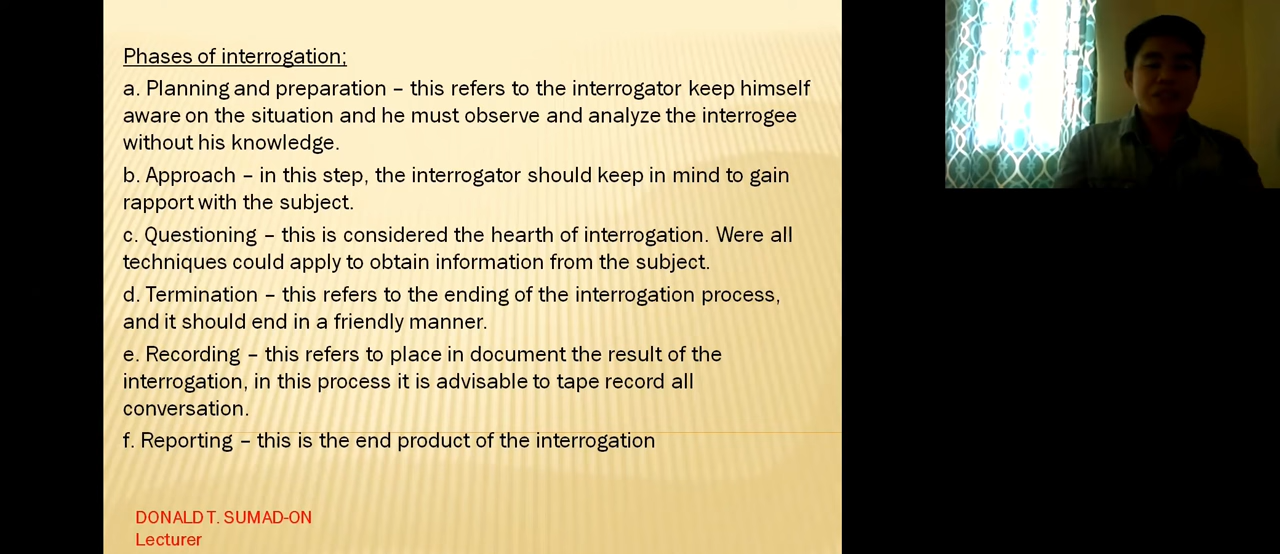 Phases of interrogation;
a. Planning and preparation – this refers to the interrogator keep himself
aware on the situation and he must observe and analyze the interrogee
without his knowledge.
b. Approach – in this step, the interrogator should keep in mind to gain
rapport with the subject.
c. Questioning – this is considered the hearth of interrogation. Were all
techniques could apply to obtain information from the subject.
d. Termination – this refers to the ending of the interrogation process,
and it should end in a friendly manner.
e. Recording – this refers to place in document the result of the
interrogation, in this process it is advisable to tape record all
conversation.
f. Reporting – this is the end product of the interrogation
DONALD T. SUMAD-ON
Lecturer